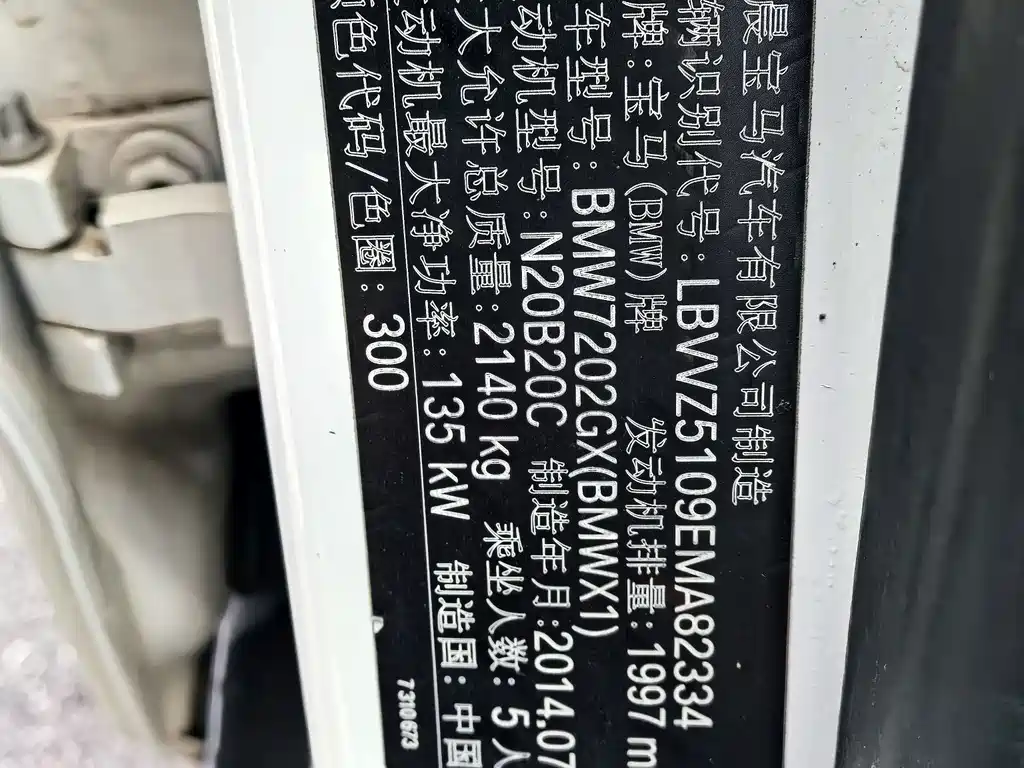 晨宝马汽车有限公司制造
辆识别代号:LBVVZ5109EMA82334
牌:宝马(BMW)牌 发动机排量:1997 m
车型号:BMW7202GX(BMWX1)
动机型号:N20B20C 制造年月:2014.07
大允许总质量:2140 kg 乘坐人数: 5人
动机最大净功率:135 kW 制造国:中国
色代码/色圈:300
7310673